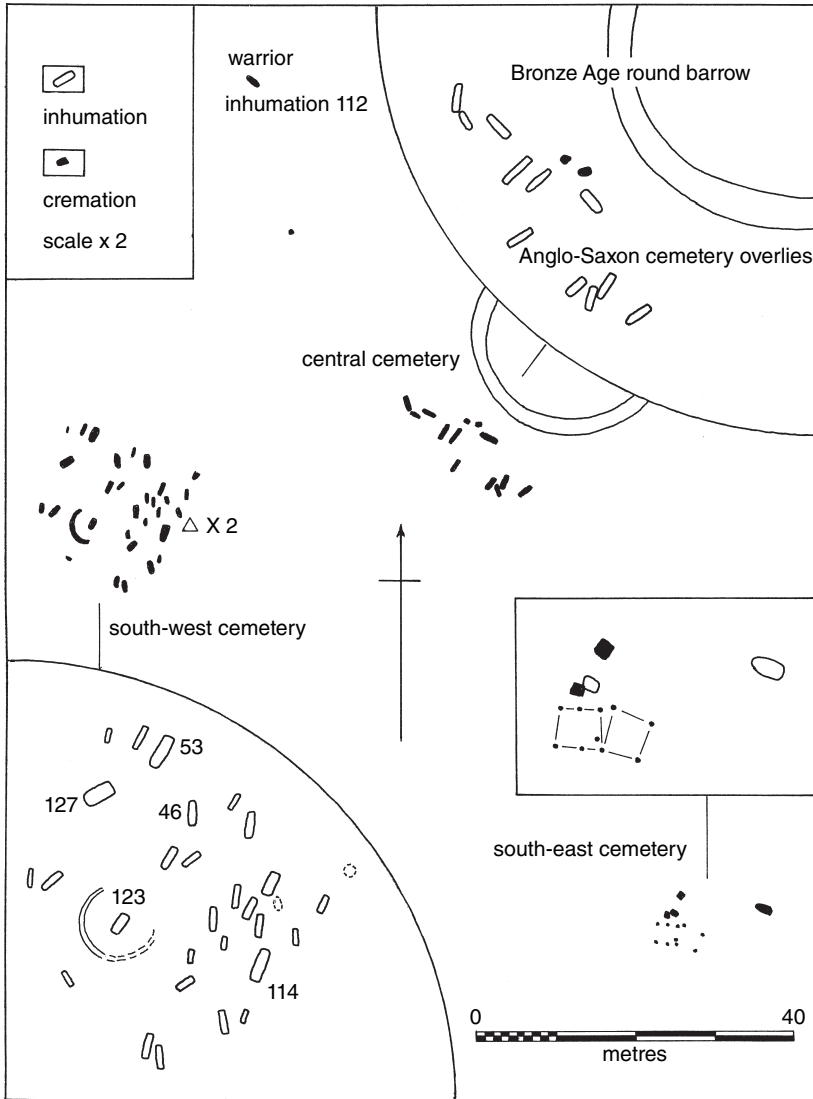 inhumation
cremation
scale x 2
warrior
inhumation 112
Bronze Age round barrow
Anglo-Saxon cemetery overlies
central cemetery
△ X 2
south-west cemetery
53
127
46
123
114
south-east cemetery
0 40
metres